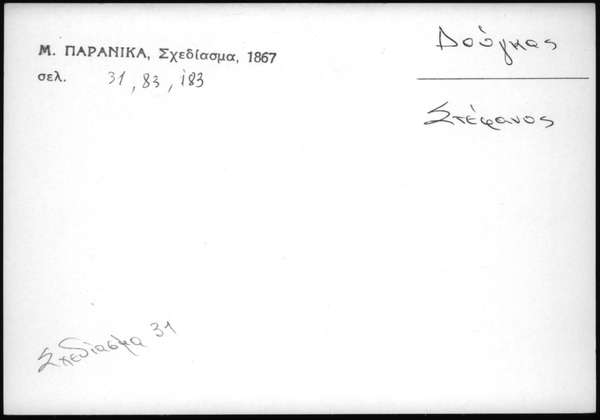 Μ. ΠΑΡΑΝΙΚΑ, Σχεδίασμα, 1867
σελ. 31, 83, 183
Δούγκας
Στέφανος
Σχεδίασμα 31